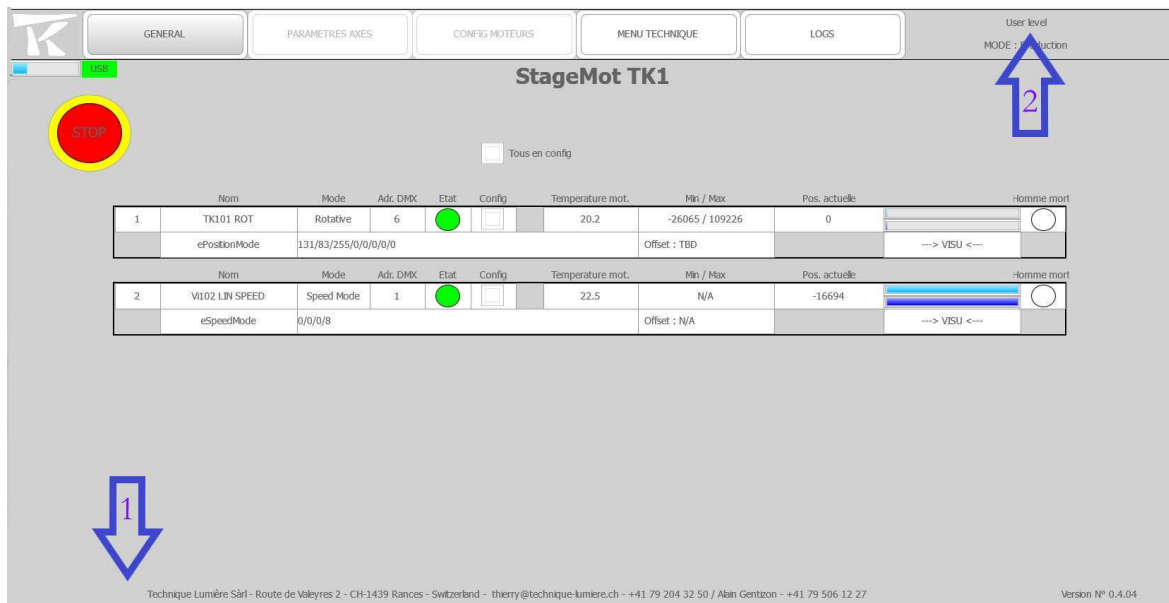 TK
GENERAL
PARAMETRES AXES
CONFIG MOTEURS
MENU TECHNIQUE
LOGS
User level
MODE : Production
USB
StageMot TK1
STOP
2
Tous en config
Nom Mode Adr. DMX Etat Config Temperature mot. Min / Max Pos. actuelle Homme mort
1 TK101 ROT Rotative 6 20.2 -26065 / 109226 0
ePositionMode 131/83/255/0/0/0/0/0 Offset : TBD ---> VISU <---
Nom Mode Adr. DMX Etat Config Temperature mot. Min / Max Pos. actuelle Homme mort
2 Vi102 LIN SPEED Speed Mode 1 22.5 N/A -16694
eSpeedMode 0/0/0/8 Offset : N/A ---> VISU <---
1
Technique Lumière Sàrl - Route de Valeyres 2 - CH-1439 Rances - Switzerland - thierry@technique-lumiere.ch - +41 79 204 32 50 / Alain Gentizon - +41 79 506 12 27 Version N° 0.4.04